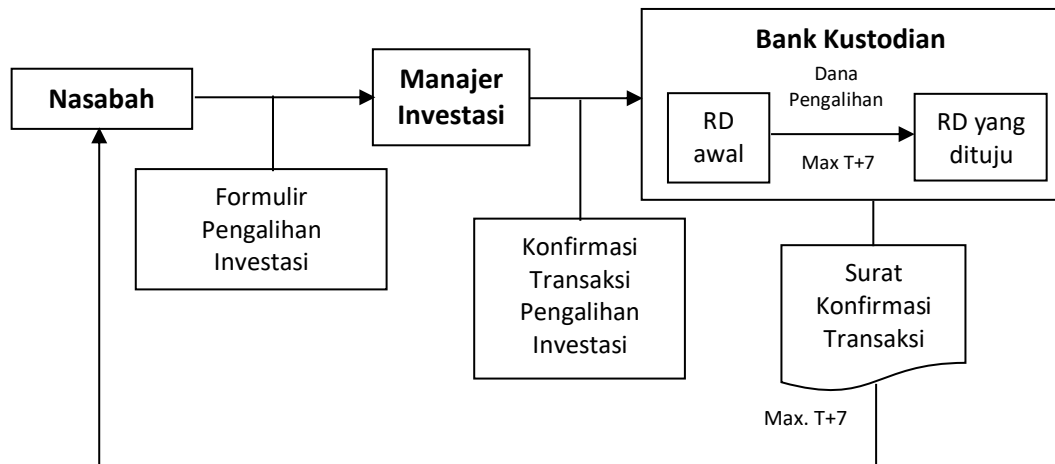 Nasabah
Manajer
Investasi
Bank Kustodian
Dana
Pengalihan
RD
awal
Max T+7
RD yang
dituju
Formulir
Pengalihan
Investasi
Konfirmasi
Transaksi
Pengalihan
Investasi
Surat
Konfirmasi
Transaksi
Max. T+7